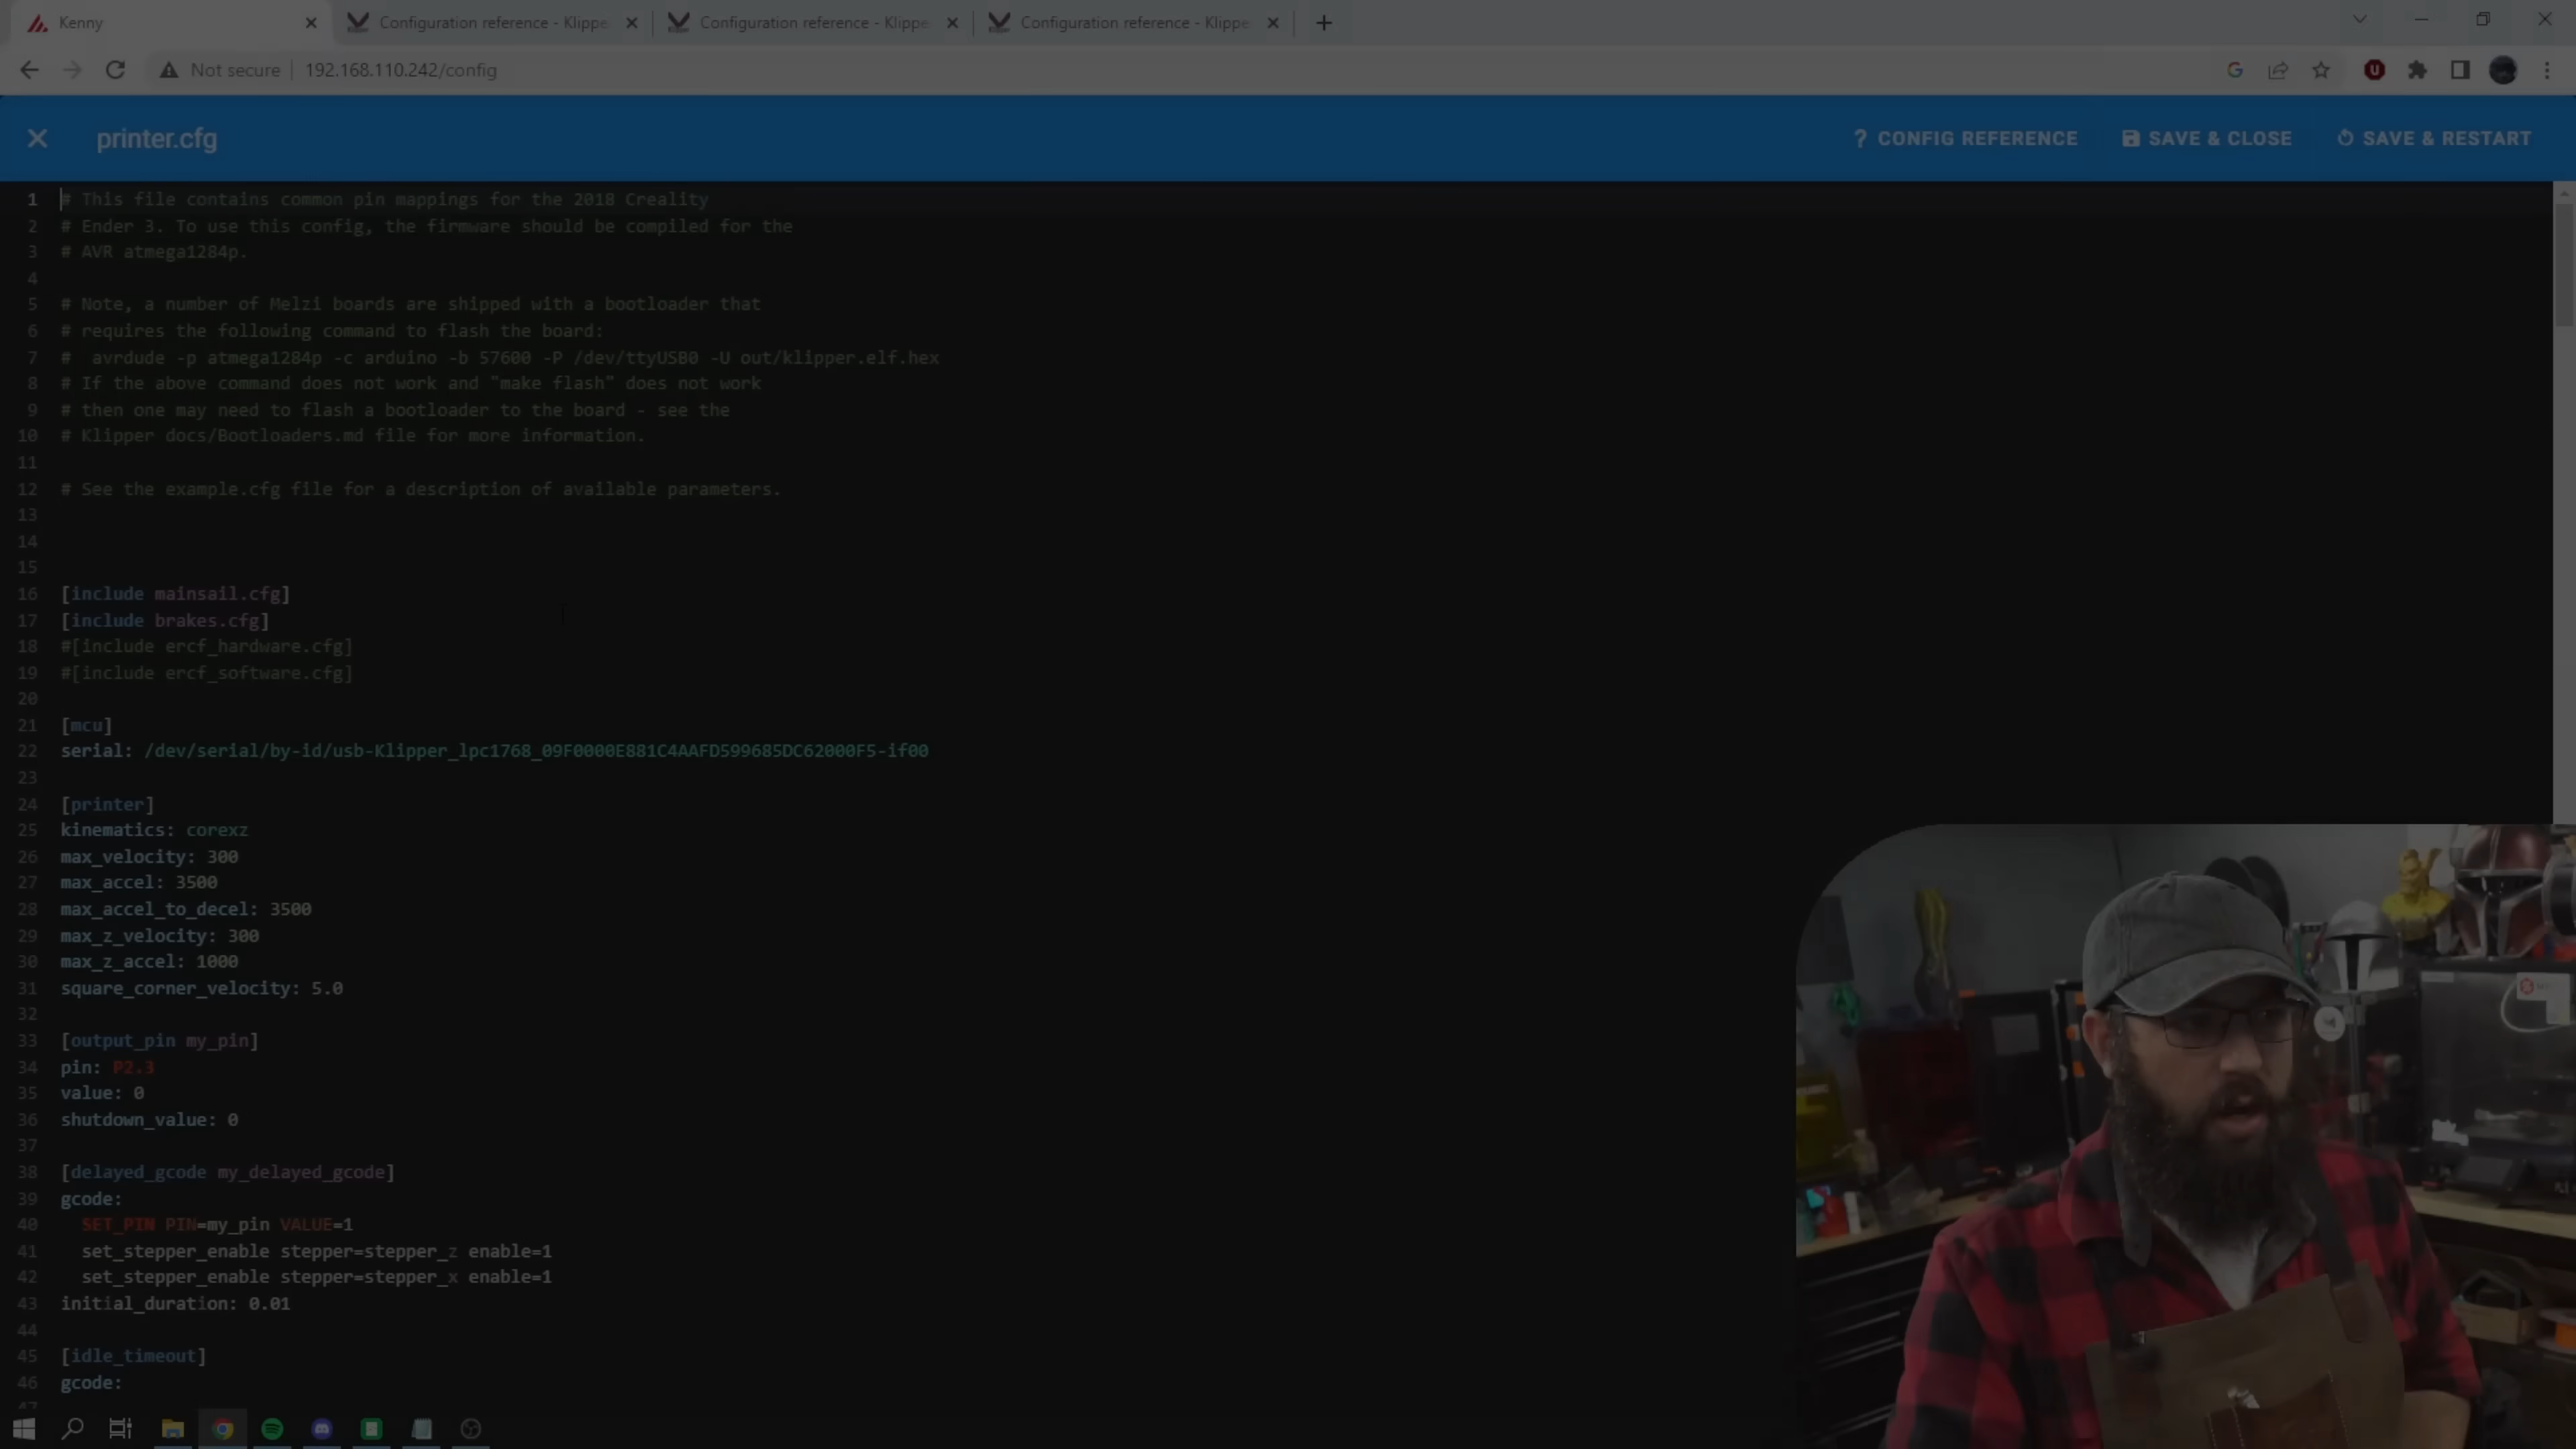 Kenny
Configuration reference - Klippe
Configuration reference - Klippe
Configuration reference - Klippe
Not secure
192.168.110.242/config
printer.cfg
? CONFIG REFERENCE
SAVE & CLOSE
SAVE & RESTART
1 # This file contains common pin mappings for the 2018 Creality
2 # Ender 3. To use this config, the firmware should be compiled for the
3 # AVR atmega1284p.
4
5 # Note, a number of Melzi boards are shipped with a bootloader that
6 # requires the following command to flash the board:
7 #  avrdude -p atmega1284p -c arduino -b 57600 -P /dev/ttyUSB0 -U out/klipper.elf.hex
8 # If the above command does not work and "make flash" does not work
9 # then one may need to flash a bootloader to the board - see the
10 # Klipper docs/Bootloaders.md file for more information.
11
12 # See the example.cfg file for a description of available parameters.
13
14
15
16 [include mainsail.cfg]
17 [include brakes.cfg]
18 #[include ercf_hardware.cfg]
19 #[include ercf_software.cfg]
20
21 [mcu]
22 serial: /dev/serial/by-id/usb-Klipper_lpc1768_09F0000E881C4AAFD599685DC62000F5-if00
23
24 [printer]
25 kinematics: corexz
26 max_velocity: 300
27 max_accel: 3500
28 max_accel_to_decel: 3500
29 max_z_velocity: 300
30 max_z_accel: 1000
31 square_corner_velocity: 5.0
32
33 [output_pin my_pin]
34 pin: P2.3
35 value: 0
36 shutdown_value: 0
37
38 [delayed_gcode my_delayed_gcode]
39 gcode:
40   SET_PIN PIN=my_pin VALUE=1
41   set_stepper_enable stepper=stepper_z enable=1
42   set_stepper_enable stepper=stepper_x enable=1
43 initial_duration: 0.01
44
45 [idle_timeout]
46 gcode:
47